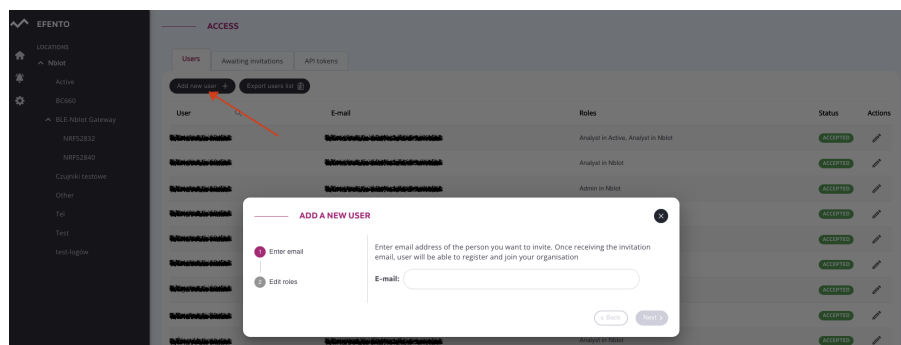 EFENTO
LOCATIONS
NbIot
Active
BC660
BLE-NbIot Gateway
NRF52832
NRF52840
Czujniki testowe
Other
Tel
Test
test-logów
ACCESS
Users Awaiting invitations API tokens
Add new user + Export users list
User E-mail Roles Status Actions
Analyst in Active, Analyst in NbIot ACCEPTED
Analyst in NbIot ACCEPTED
Admin in NbIot ACCEPTED
ACCEPTED
ACCEPTED
ACCEPTED
ACCEPTED
ACCEPTED
Analyst in NbIot ACCEPTED
ADD A NEW USER
1 Enter email
2 Edit roles
Enter email address of the person you want to invite. Once receiving the invitation
email, user will be able to register and join your organisation
E-mail:
‹ Back Next ›